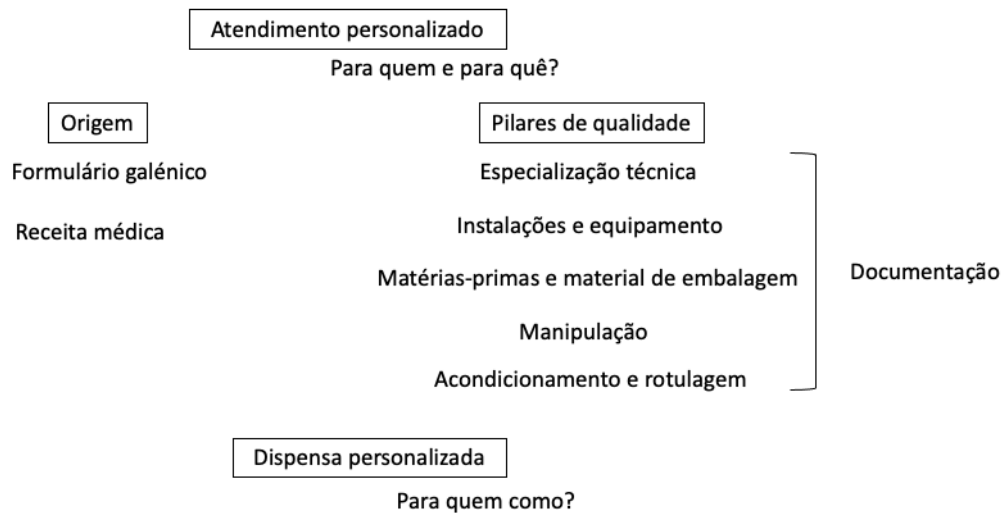 Atendimento personalizado
Para quem e para quê?
Origem
Pilares de qualidade
Formulário galénico
Especialização técnica
Receita médica
Instalações e equipamento
Matérias-primas e material de embalagem
Documentação
Manipulação
Acondicionamento e rotulagem
Dispensa personalizada
Para quem como?